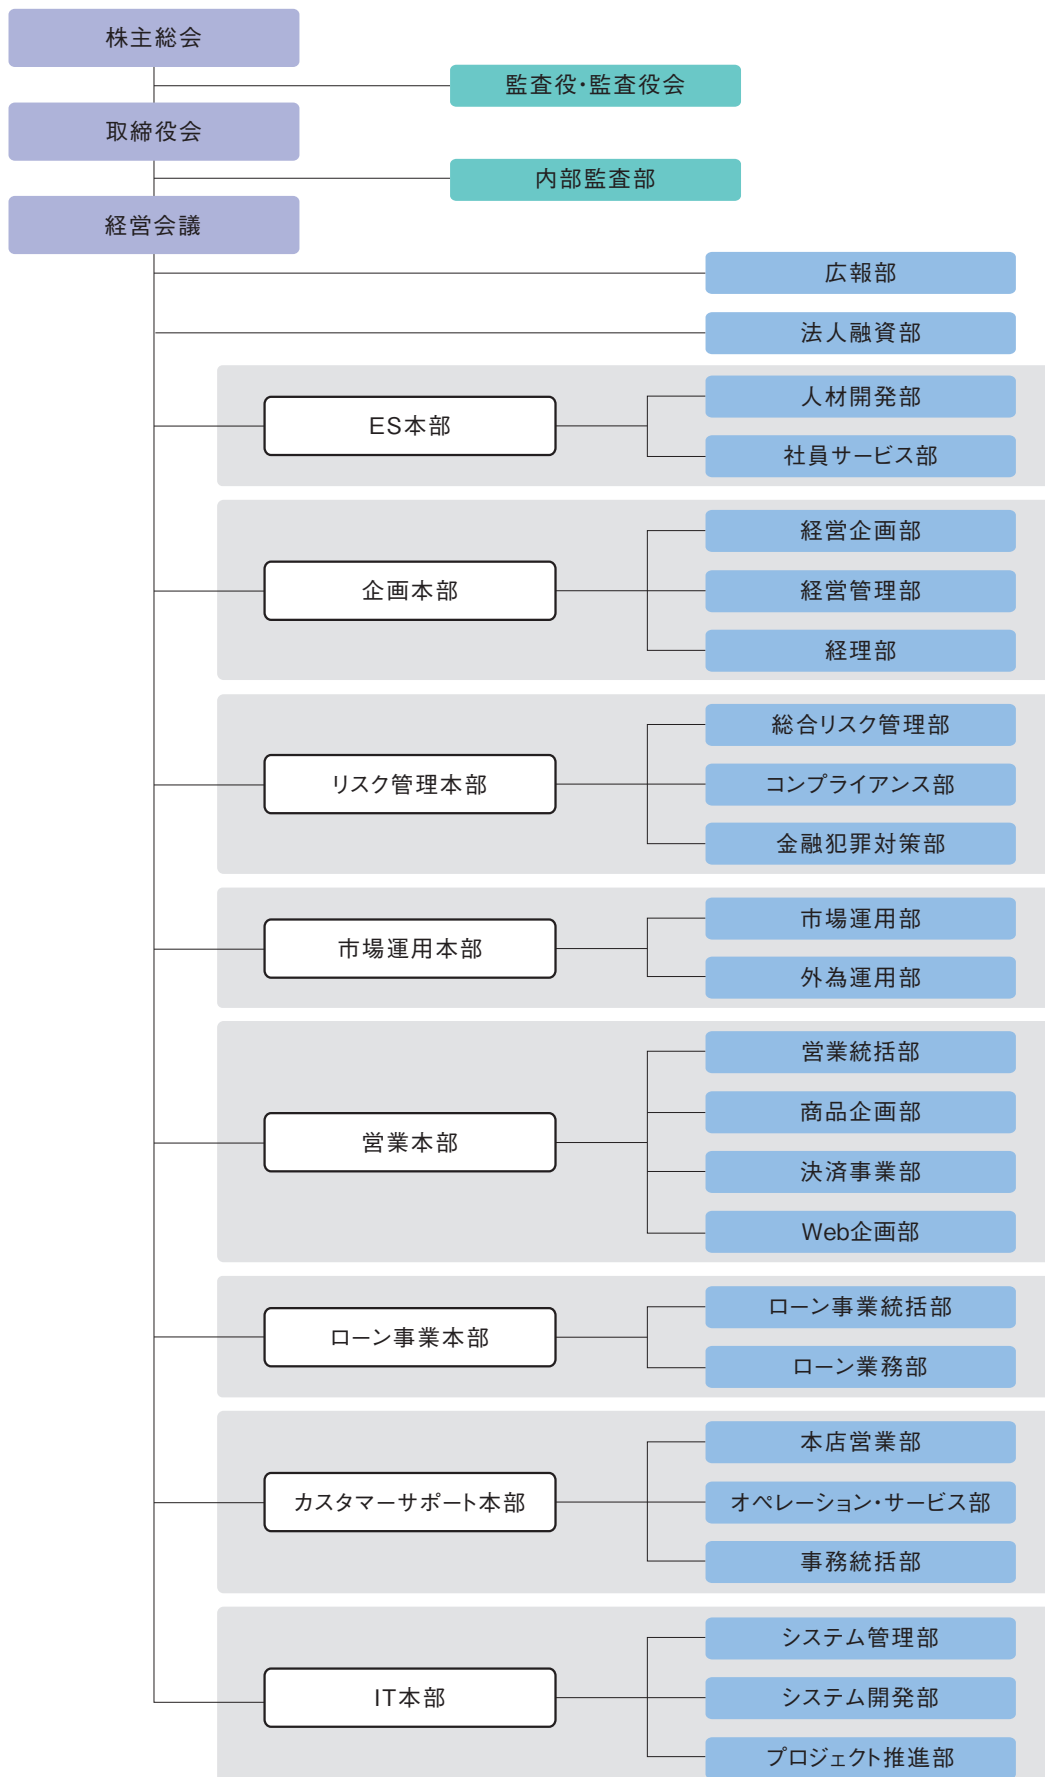 株主総会
監査役・監査役会
取締役会
内部監査部
経営会議
広報部
法人融資部
ES本部
人材開発部
社員サービス部
企画本部
経営企画部
経営管理部
経理部
リスク管理本部
総合リスク管理部
コンプライアンス部
金融犯罪対策部
市場運用本部
市場運用部
外為運用部
営業本部
営業統括部
商品企画部
決済事業部
Web企画部
ローン事業本部
ローン事業統括部
ローン業務部
カスタマーサポート本部
本店営業部
オペレーション・サービス部
事務統括部
IT本部
システム管理部
システム開発部
プロジェクト推進部